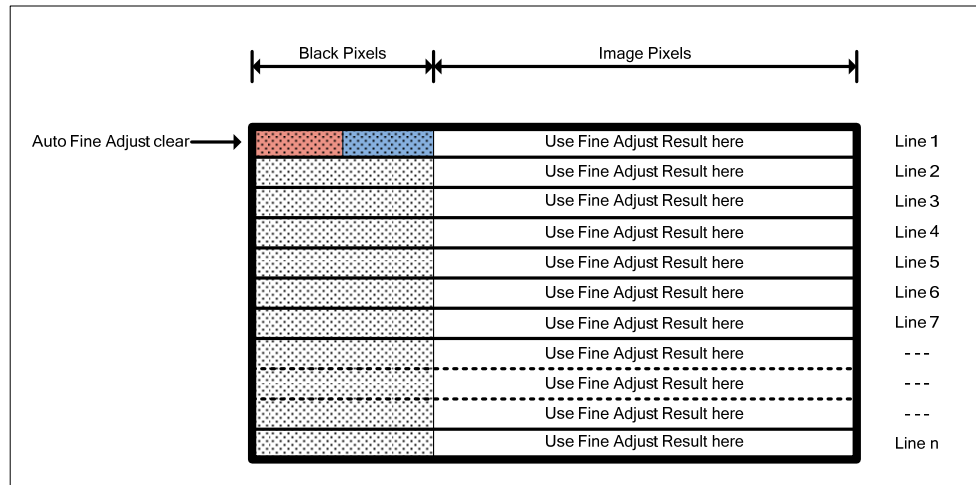 Black Pixels Image Pixels
Auto Fine Adjust clear Use Fine Adjust Result here Line 1
Use Fine Adjust Result here Line 2
Use Fine Adjust Result here Line 3
Use Fine Adjust Result here Line 4
Use Fine Adjust Result here Line 5
Use Fine Adjust Result here Line 6
Use Fine Adjust Result here Line 7
Use Fine Adjust Result here ---
Use Fine Adjust Result here ---
Use Fine Adjust Result here ---
Use Fine Adjust Result here Line n